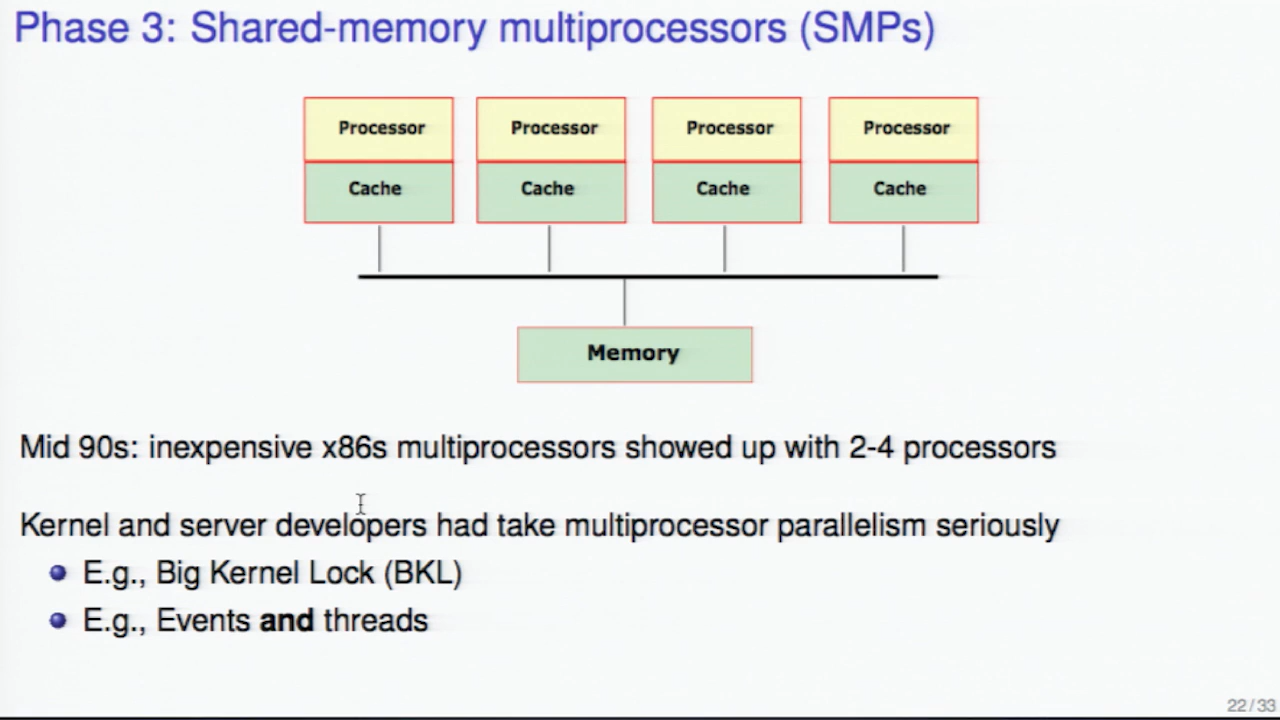 Phase 3: Shared-memory multiprocessors (SMPs)
Processor Processor Processor Processor
Cache Cache Cache Cache
Memory
Mid 90s: inexpensive x86s multiprocessors showed up with 2-4 processors
Kernel and server developers had take multiprocessor parallelism seriously
E.g., Big Kernel Lock (BKL)
E.g., Events and threads
22/33